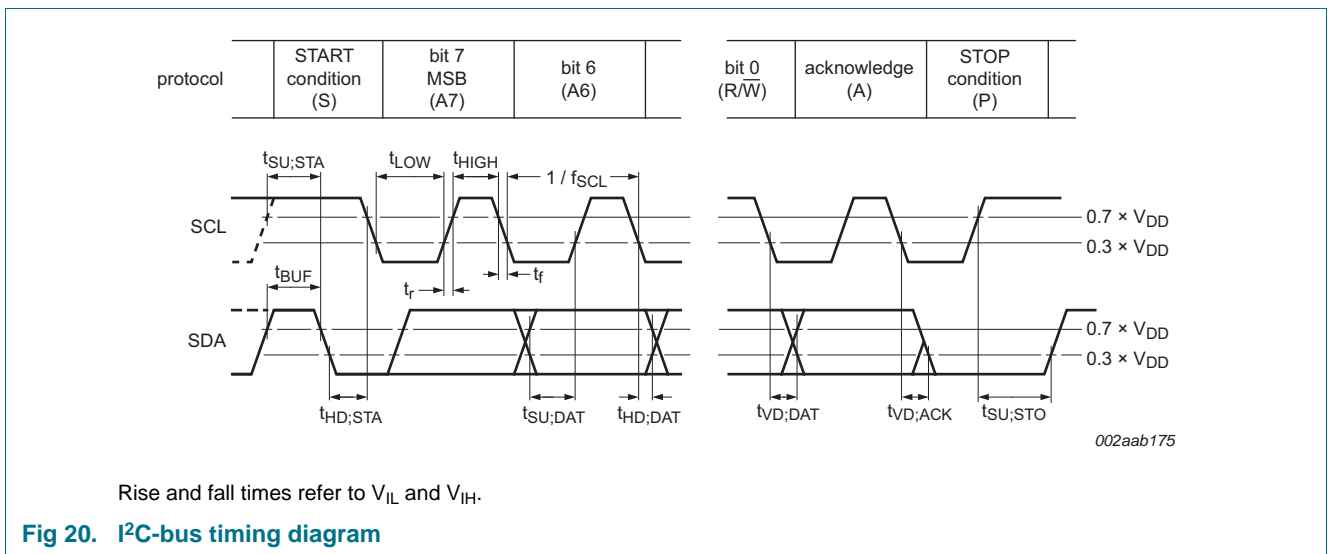 protocol
START
condition
(S)
bit 7
MSB
(A7)
bit 6
(A6)
bit 0
(R/W̅)
acknowledge
(A)
STOP
condition
(P)
tSU;STA
tLOW
tHIGH
1 / fSCL
SCL
0.7 × VDD
0.3 × VDD
tBUF
tr
tf
SDA
0.7 × VDD
0.3 × VDD
tHD;STA
tSU;DAT
tHD;DAT
tVD;DAT
tVD;ACK
tSU;STO
002aab175
Rise and fall times refer to VIL and VIH.
Fig 20. I²C-bus timing diagram